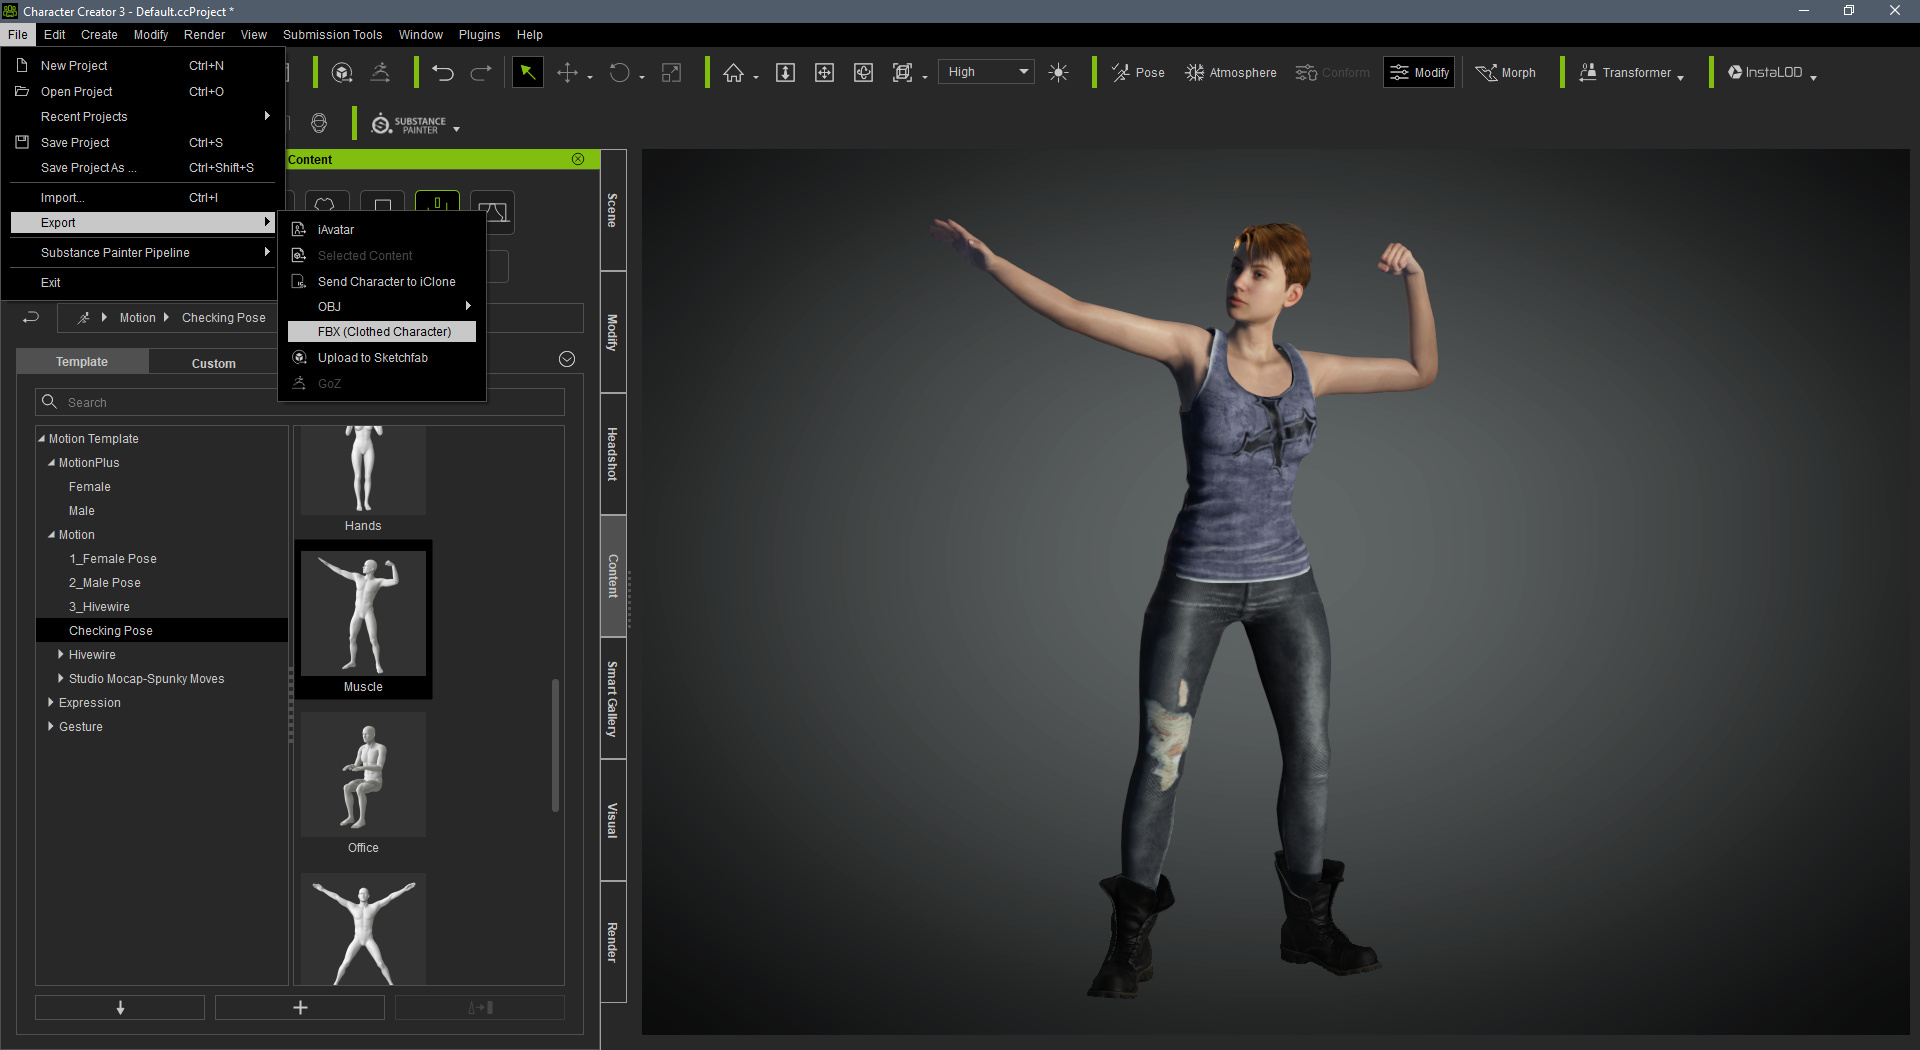 Character Creator 3 - Default.ccProject *
File Edit Create Modify Render View Submission Tools Window Plugins Help
New Project Ctrl+N
Open Project Ctrl+O
Recent Projects
Save Project Ctrl+S
Save Project As ... Ctrl+Shift+S
Import... Ctrl+I
Export
Substance Painter Pipeline
Exit
High
Pose
Atmosphere
Conform
Modify
Morph
Transformer
InstaLOD
SUBSTANCE
PAINTER
Content
iAvatar
Selected Content
Send Character to iClone
OBJ
FBX (Clothed Character)
Upload to Sketchfab
GoZ
Motion Checking Pose
Template Custom
Search
Motion Template
MotionPlus
Female
Male
Motion
1_Female Pose
2_Male Pose
3_Hivewire
Checking Pose
Hivewire
Studio Mocap-Spunky Moves
Expression
Gesture
Hands
Muscle
Office
Scene
Modify
Headshot
Content
Smart Gallery
Visual
Render